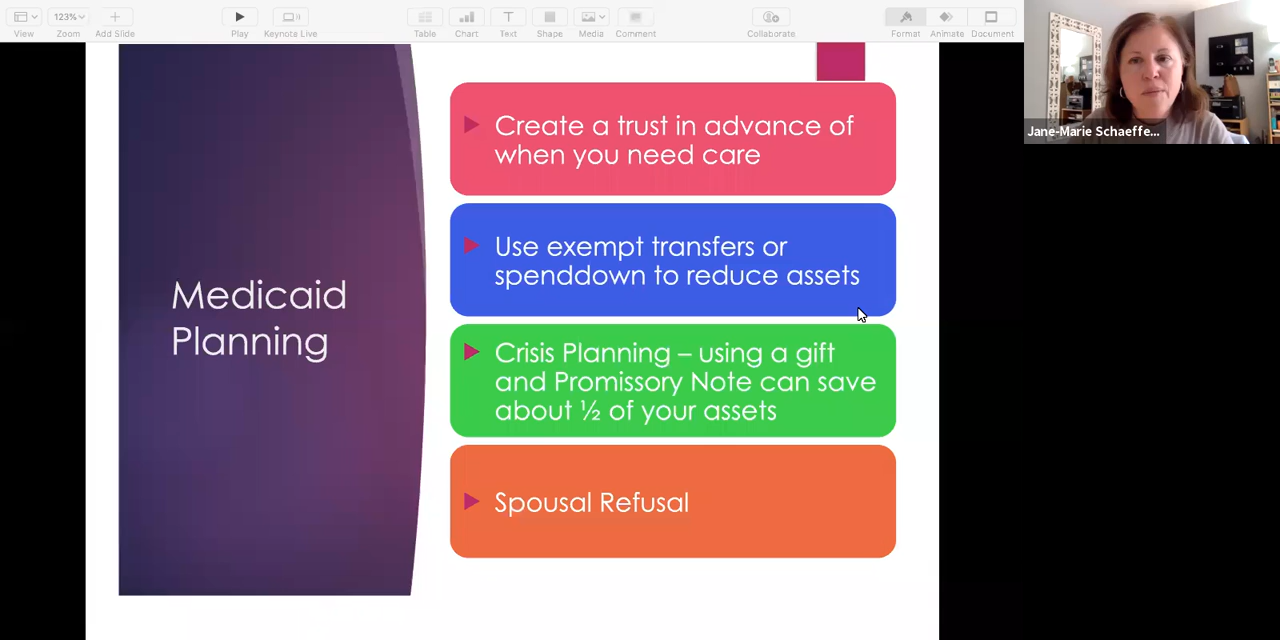 123%
View
Zoom
Add Slide
Play
Keynote Live
Table
Chart
Text
Shape
Media
Comment
Collaborate
Format
Animate
Document
Jane-Marie Schaeffe...
Medicaid
Planning
Create a trust in advance of
when you need care
Use exempt transfers or
spenddown to reduce assets
Crisis Planning – using a gift
and Promissory Note can save
about ½ of your assets
Spousal Refusal